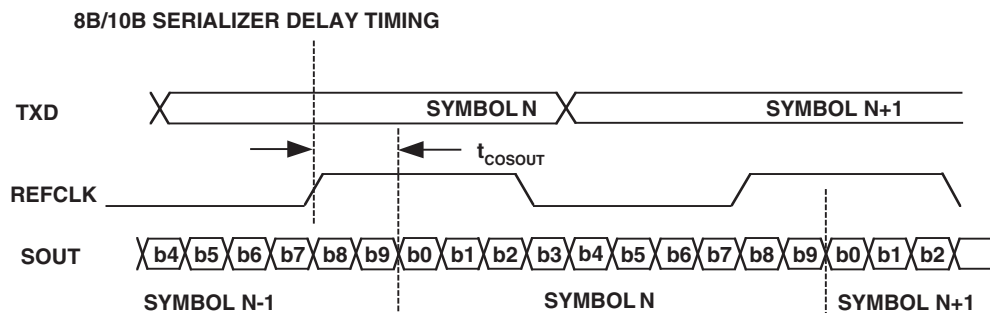 8B/10B SERIALIZER DELAY TIMING
TXD SYMBOL N SYMBOL N+1
tCOSOUT
REFCLK
SOUT b4 b5 b6 b7 b8 b9 b0 b1 b2 b3 b4 b5 b6 b7 b8 b9 b0 b1 b2
SYMBOL N-1 SYMBOL N SYMBOL N+1